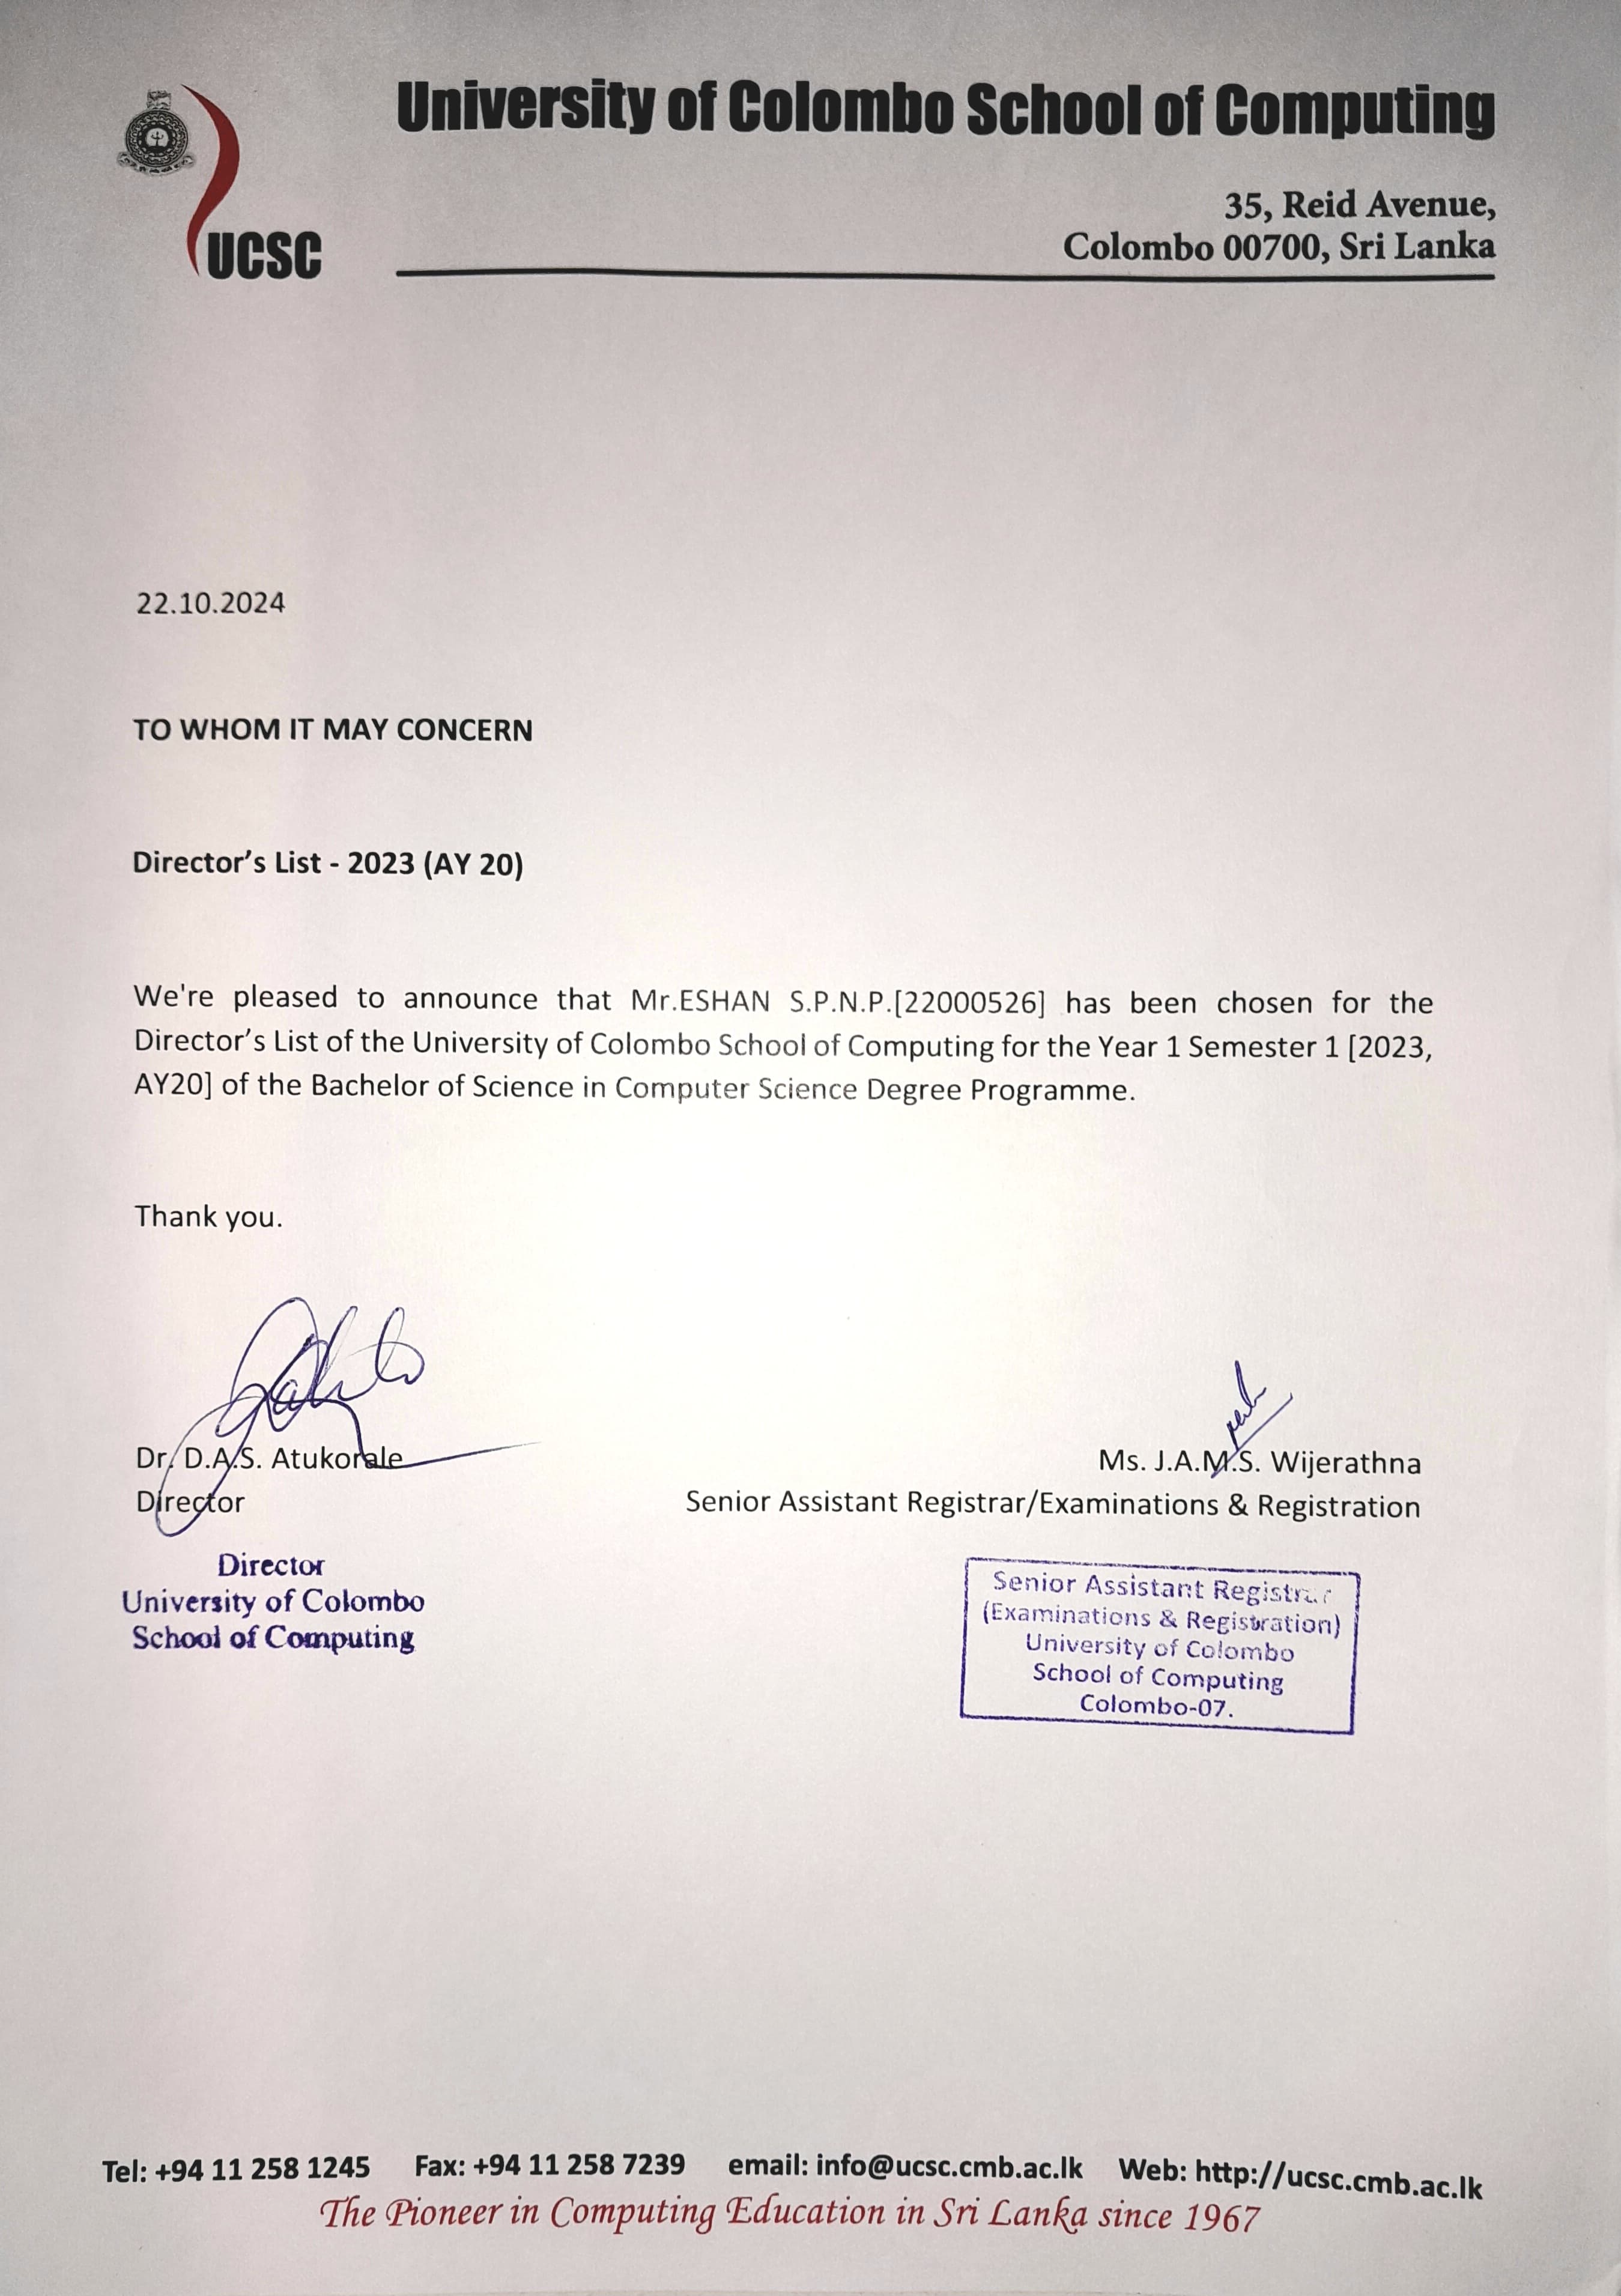 University of Colombo School of Computing
35, Reid Avenue,
Colombo 00700, Sri Lanka
UCSC
22.10.2024
TO WHOM IT MAY CONCERN
Director’s List - 2023 (AY 20)
We're pleased to announce that Mr.ESHAN S.P.N.P.[22000526] has been chosen for the
Director’s List of the University of Colombo School of Computing for the Year 1 Semester 1 [2023,
AY20] of the Bachelor of Science in Computer Science Degree Programme.
Thank you.
Dr. D.A.S. Atukorale
Director
Ms. J.A.M.S. Wijerathna
Senior Assistant Registrar/Examinations & Registration
Director
University of Colombo
School of Computing
Senior Assistant Registrar
(Examinations & Registration)
University of Colombo
School of Computing
Colombo-07.
Tel: +94 11 258 1245 Fax: +94 11 258 7239 email: info@ucsc.cmb.ac.lk Web: http://ucsc.cmb.ac.lk
The Pioneer in Computing Education in Sri Lanka since 1967